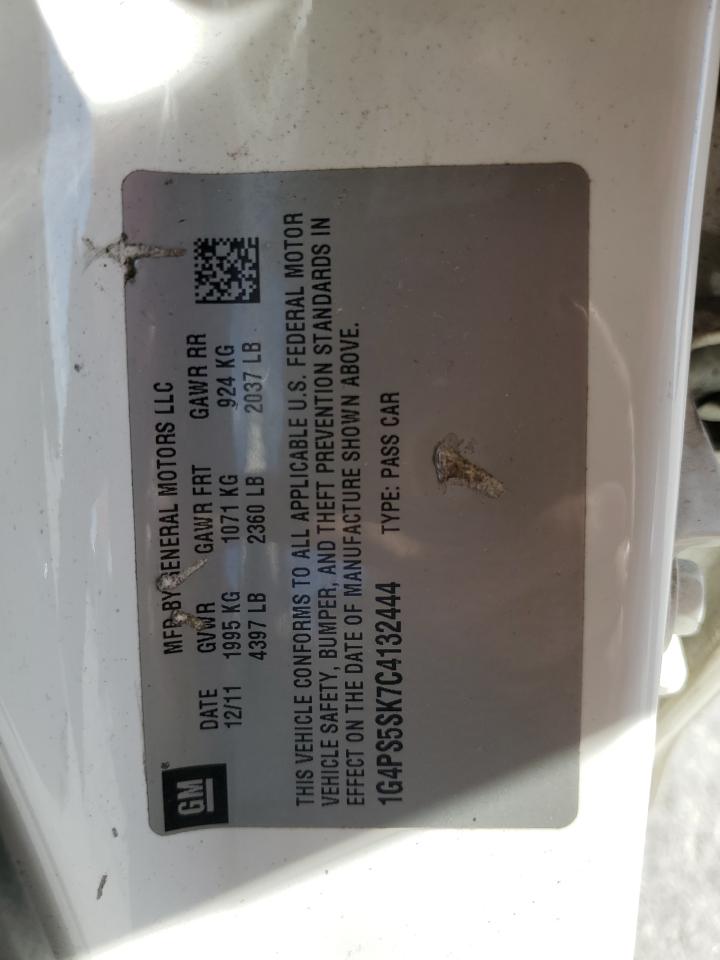 GM
MFD BY GENERAL MOTORS LLC
DATE GVWR GAWR FRT GAWR RR
12/11 1995 KG 1071 KG 924 KG
4397 LB 2360 LB 2037 LB
THIS VEHICLE CONFORMS TO ALL APPLICABLE U.S. FEDERAL MOTOR
VEHICLE SAFETY, BUMPER, AND THEFT PREVENTION STANDARDS IN
EFFECT ON THE DATE OF MANUFACTURE SHOWN ABOVE.
1G4PS5SK7C4132444 TYPE: PASS CAR